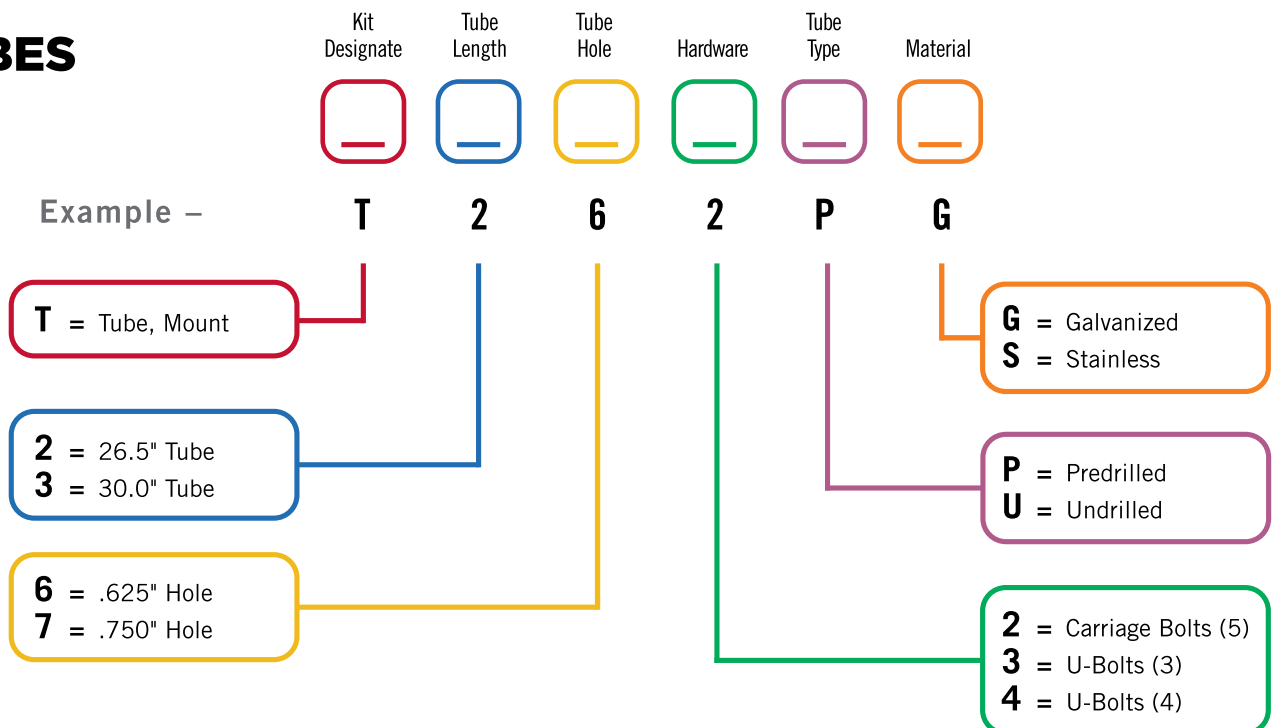 BES
Kit Designate
Tube Length
Tube Hole
Hardware
Tube Type
Material
Example – T 2 6 2 P G
T = Tube, Mount
2 = 26.5" Tube
3 = 30.0" Tube
6 = .625" Hole
7 = .750" Hole
G = Galvanized
S = Stainless
P = Predrilled
U = Undrilled
2 = Carriage Bolts (5)
3 = U-Bolts (3)
4 = U-Bolts (4)